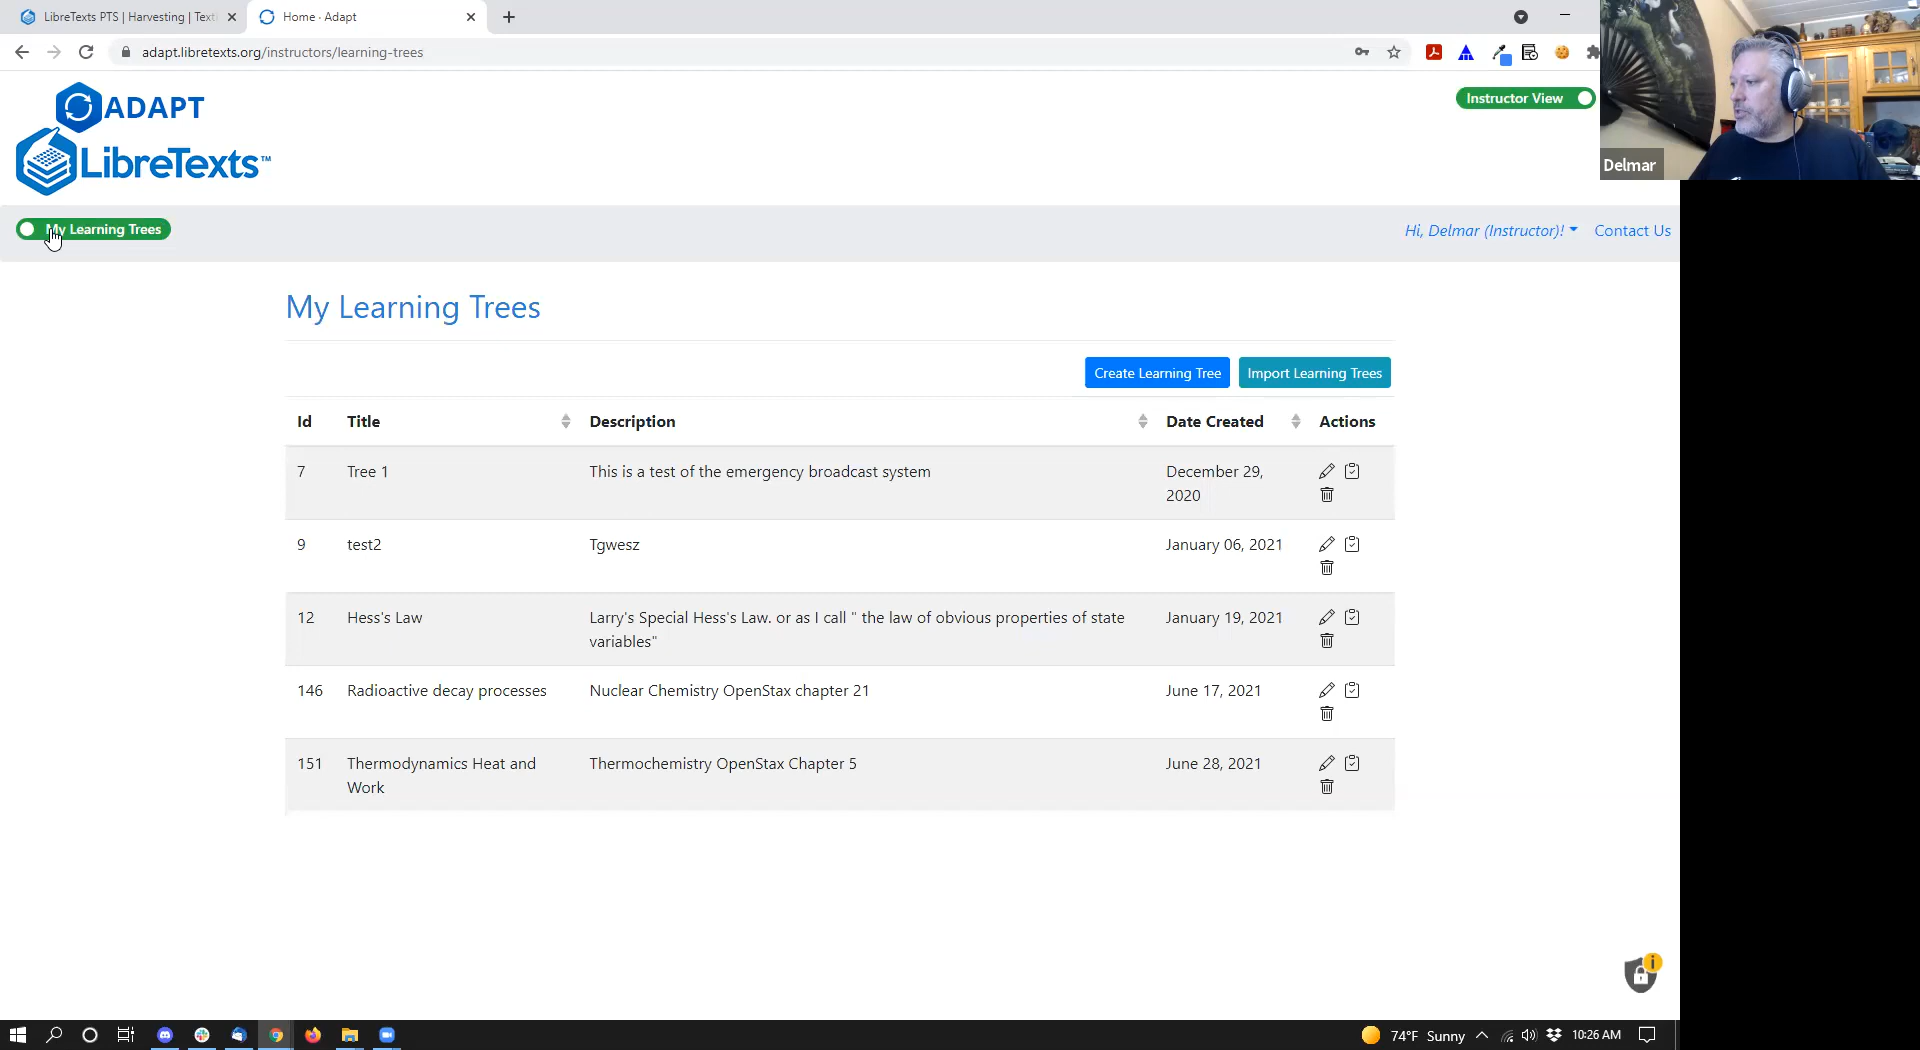 LibreTexts PTS | Harvesting | Text
Home - Adapt
adapt.libretexts.org/instructors/learning-trees
ADAPT
LibreTexts™
Instructor View
Delmar
My Learning Trees
Hi, Delmar (Instructor)!
Contact Us
My Learning Trees
Create Learning Tree
Import Learning Trees
Id
Title
Description
Date Created
Actions
7
Tree 1
This is a test of the emergency broadcast system
December 29,
2020
9
test2
Tgwesz
January 06, 2021
12
Hess's Law
Larry's Special Hess's Law. or as I call " the law of obvious properties of state
variables"
January 19, 2021
146
Radioactive decay processes
Nuclear Chemistry OpenStax chapter 21
June 17, 2021
151
Thermodynamics Heat and
Work
Thermochemistry OpenStax Chapter 5
June 28, 2021
74°F Sunny
10:26 AM